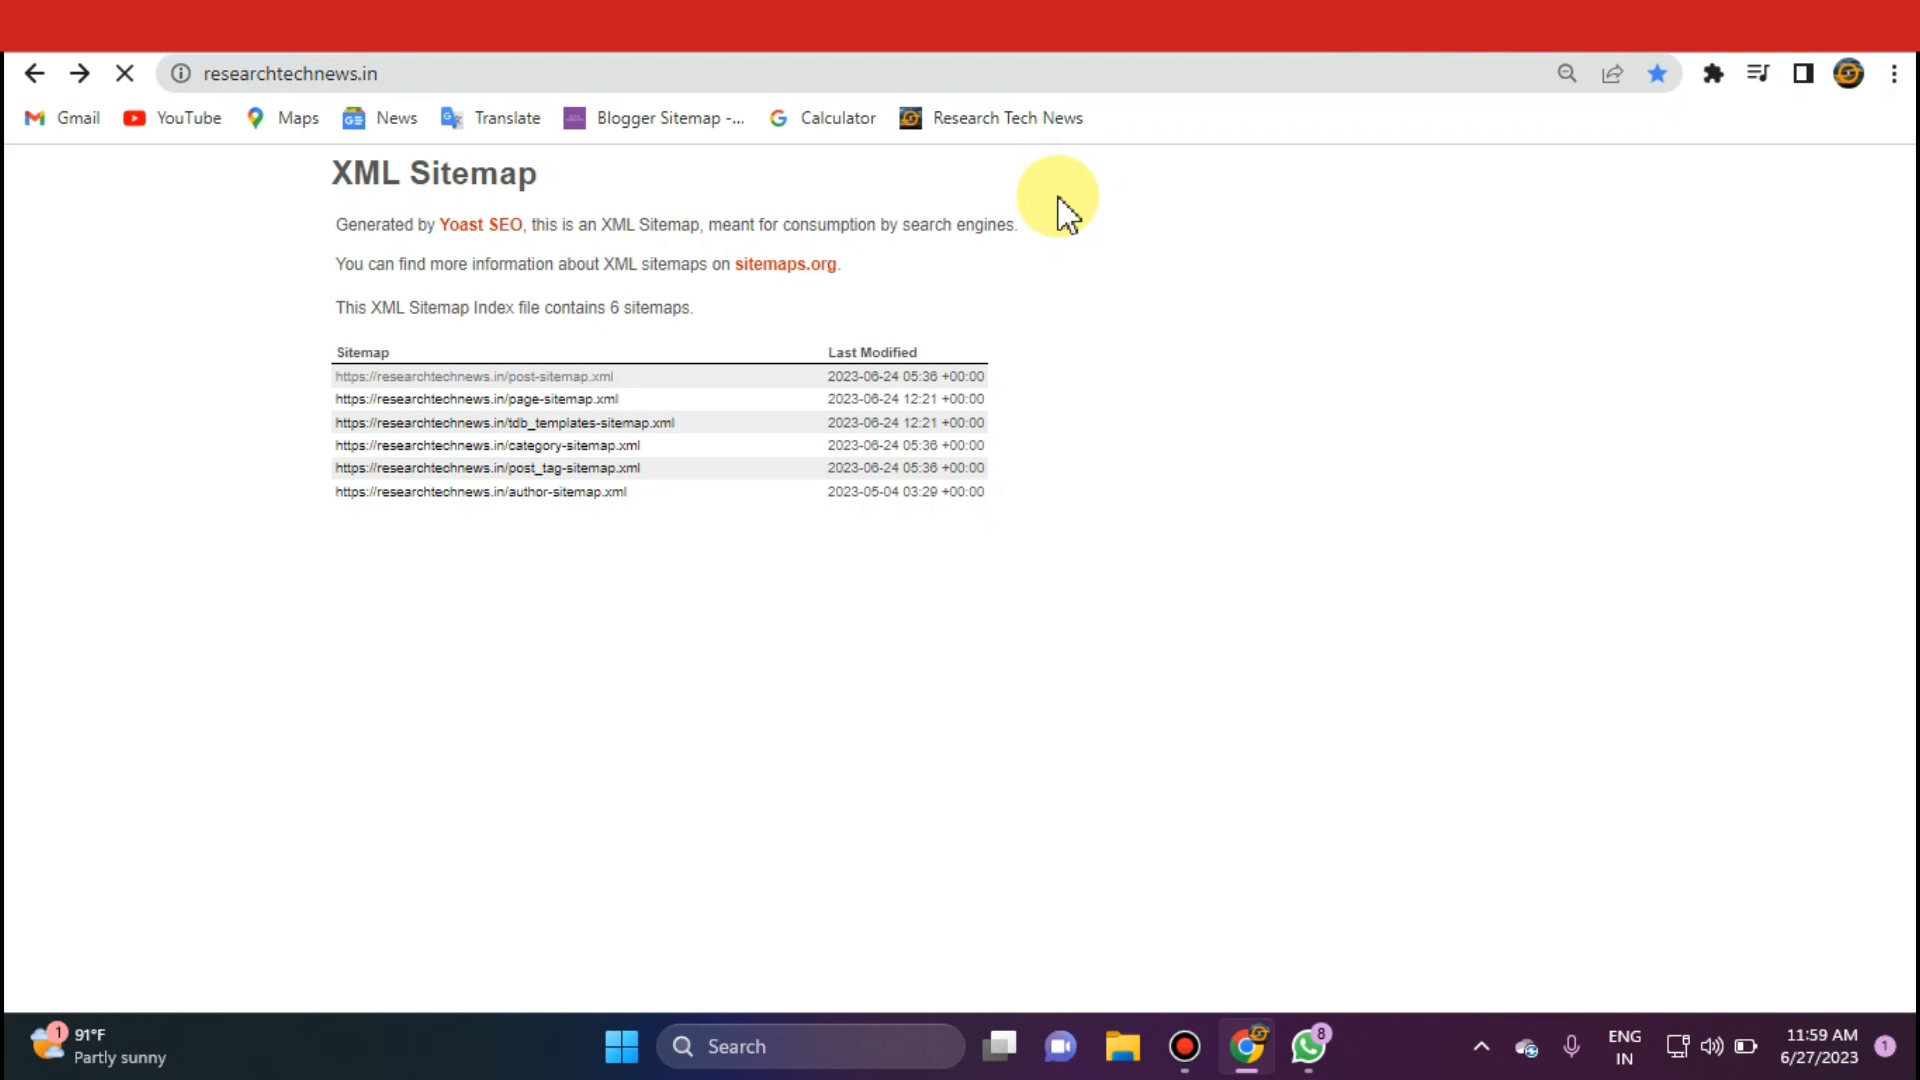 researchtechnews.in
Gmail YouTube Maps News Translate Blogger Sitemap -... Calculator Research Tech News
XML Sitemap
Generated by Yoast SEO, this is an XML Sitemap, meant for consumption by search engines.
You can find more information about XML sitemaps on sitemaps.org.
This XML Sitemap Index file contains 6 sitemaps.
Sitemap Last Modified
https://researchtechnews.in/post-sitemap.xml 2023-06-24 05:36 +00:00
https://researchtechnews.in/page-sitemap.xml 2023-06-24 12:21 +00:00
https://researchtechnews.in/tdb_templates-sitemap.xml 2023-06-24 12:21 +00:00
https://researchtechnews.in/category-sitemap.xml 2023-06-24 05:36 +00:00
https://researchtechnews.in/post_tag-sitemap.xml 2023-06-24 05:36 +00:00
https://researchtechnews.in/author-sitemap.xml 2023-05-04 03:29 +00:00
1 91°F
Partly sunny
Search
8
ENG
IN
11:59 AM
6/27/2023
1